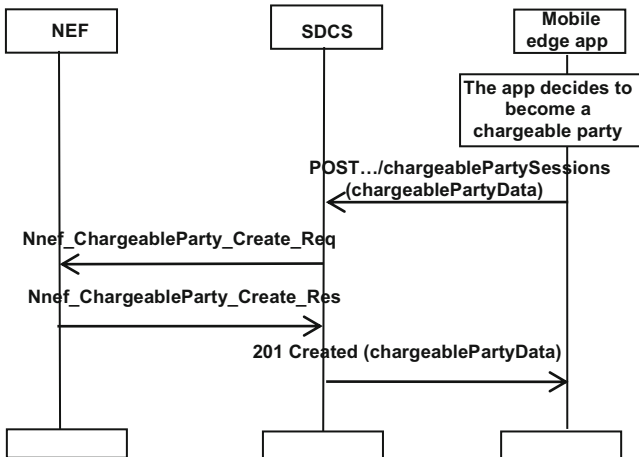 NEF
SDCS
Mobile
edge app
The app decides to
become a
chargeable party
POST.../chargeablePartySessions
(chargeablePartyData)
Nnef_ChargeableParty_Create_Req
Nnef_ChargeableParty_Create_Res
201 Created (chargeablePartyData)